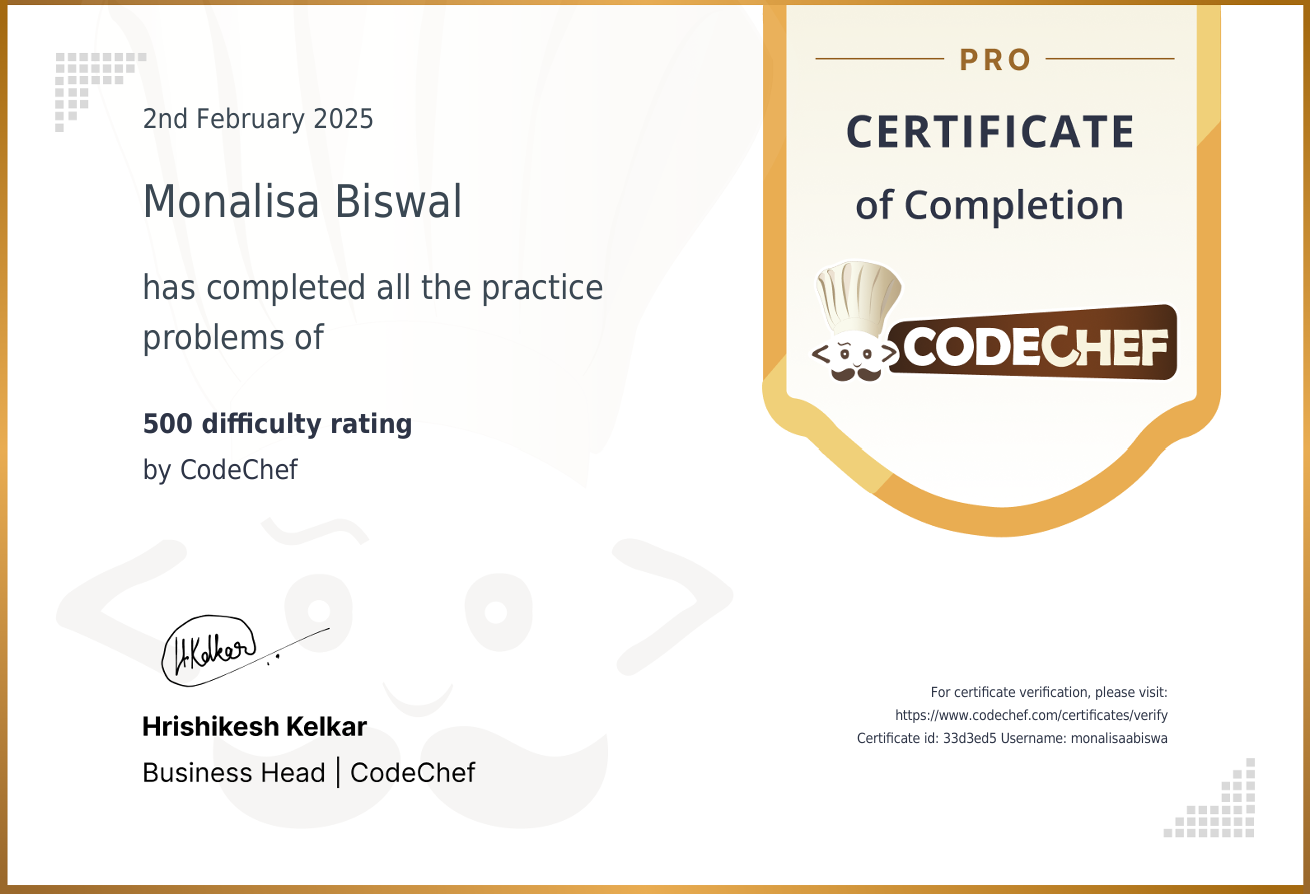 2nd February 2025
Monalisa Biswal
has completed all the practice
problems of
500 difficulty rating
by CodeChef
H.Kelkar
Hrishikesh Kelkar
Business Head | CodeChef
PRO
CERTIFICATE
of Completion
CODECHEF
For certificate verification, please visit:
https://www.codechef.com/certificates/verify
Certificate id: 33d3ed5 Username: monalisaabiswa